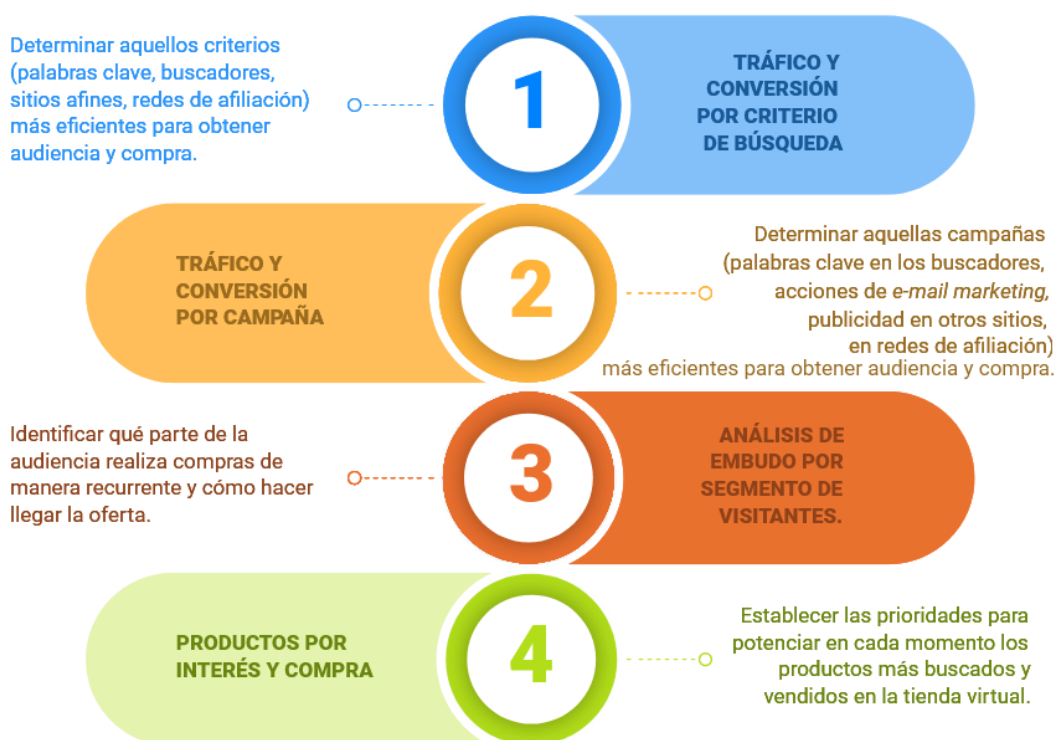 Determinar aquellos criterios
(palabras clave, buscadores,
sitios afines, redes de afiliación)
más eficientes para obtener
audiencia y compra.
1
TRÁFICO Y
CONVERSIÓN
POR CRITERIO
DE BÚSQUEDA
TRÁFICO Y
CONVERSIÓN
POR CAMPAÑA
2
Determinar aquellas campañas
(palabras clave en los buscadores,
acciones de e-mail marketing,
publicidad en otros sitios,
en redes de afiliación)
más eficientes para obtener audiencia y compra.
Identificar qué parte de la
audiencia realiza compras de
manera recurrente y cómo hacer
llegar la oferta.
3
ANÁLISIS DE
EMBUDO POR
SEGMENTO DE
VISITANTES.
PRODUCTOS POR
INTERÉS Y COMPRA
4
Establecer las prioridades para
potenciar en cada momento los
productos más buscados y
vendidos en la tienda virtual.